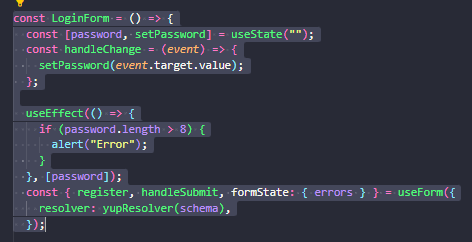 const LoginForm = () => {
  const [password, setPassword] = useState("");
  const handleChange = (event) => {
    setPassword(event.target.value);
  };

  useEffect(() => {
    if (password.length > 8) {
      alert("Error");
    }
  }, [password]);
  const { register, handleSubmit, formState: { errors } } = useForm({
    resolver: yupResolver(schema),
  });